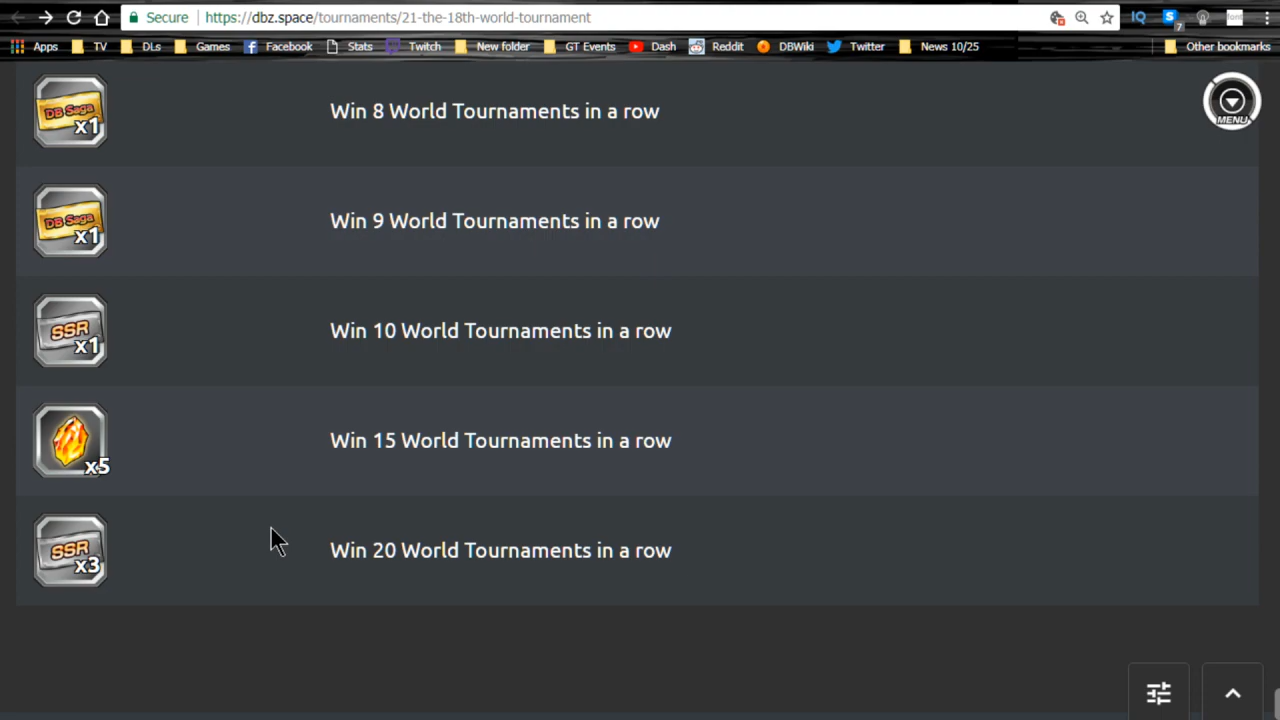 Secure https://dbz.space/tournaments/21-the-18th-world-tournament IQ S 7
Apps TV DLs Games Facebook Stats Twitch New folder GT Events Dash Reddit DBWiki Twitter News 10/25 Other bookmarks
DB Saga x1 Win 8 World Tournaments in a row
MENU
DB Saga x1 Win 9 World Tournaments in a row
SSR x1 Win 10 World Tournaments in a row
x5 Win 15 World Tournaments in a row
SSR x3 Win 20 World Tournaments in a row